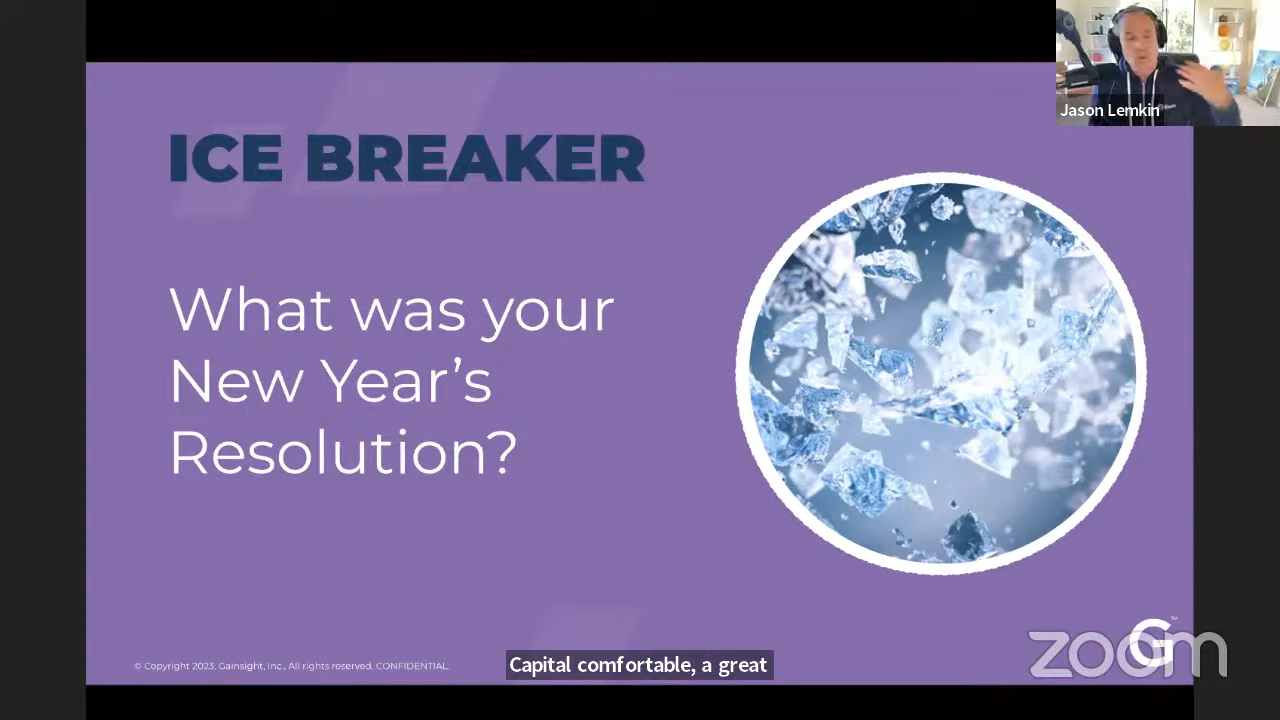 Jason Lemkin
ICE BREAKER
What was your
New Year’s
Resolution?
© Copyright 2023, Gainsight, Inc., All rights reserved. CONFIDENTIAL.
Capital comfortable, a great
G™
zoom